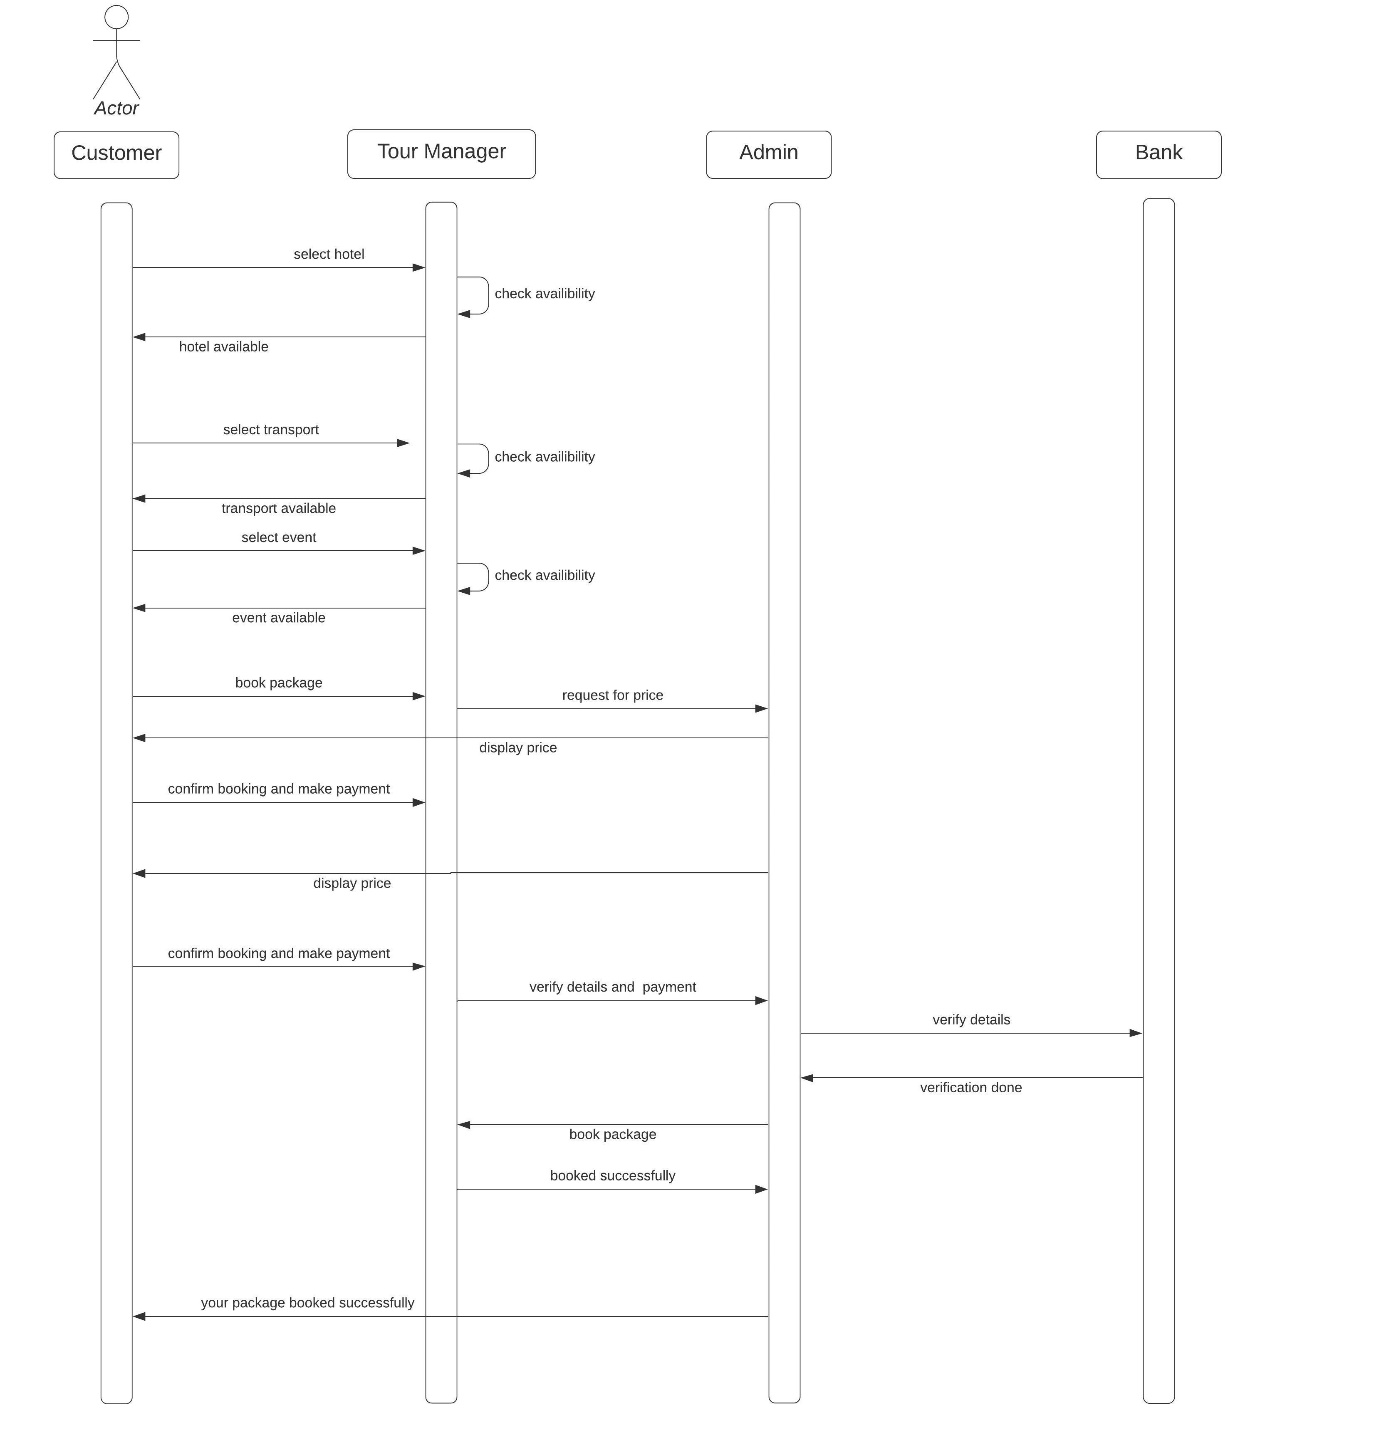 Actor
Customer
Tour Manager
Admin
Bank
select hotel
check availibility
hotel available
select transport
check availibility
transport available
select event
check availibility
event available
book package
request for price
display price
confirm booking and make payment
display price
confirm booking and make payment
verify details and  payment
verify details
verification done
book package
booked successfully
your package booked successfully